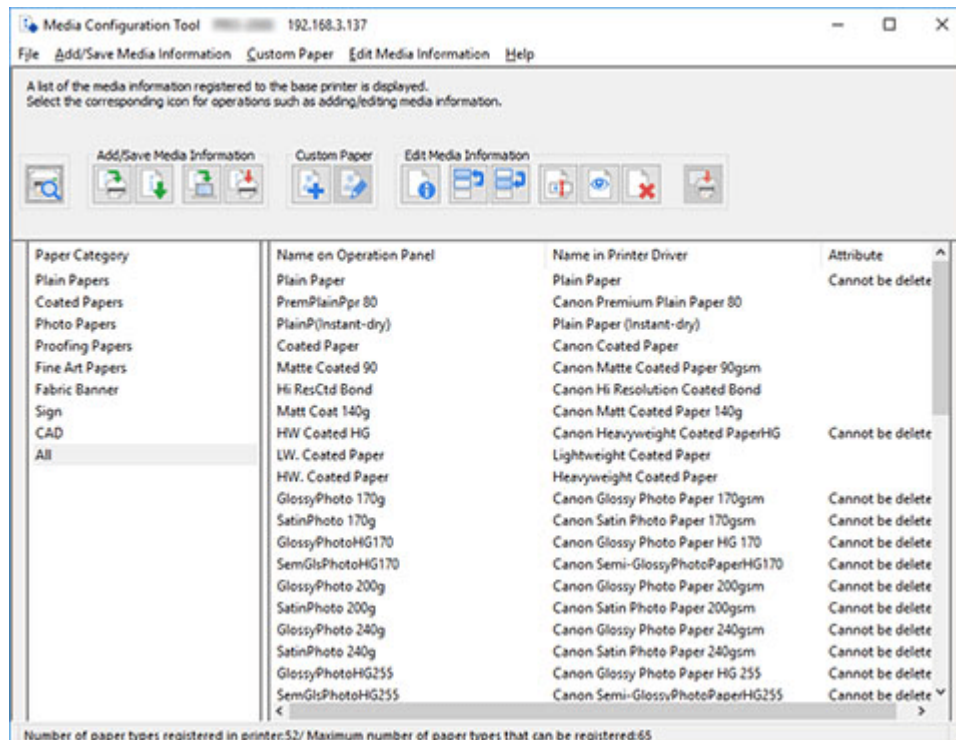 Media Configuration Tool 192.168.3.137
File Add/Save Media Information Custom Paper Edit Media Information Help
A list of the media information registered to the base printer is displayed.
Select the corresponding icon for operations such as adding/editing media information.
Add/Save Media Information Custom Paper Edit Media Information
Paper Category Name on Operation Panel Name in Printer Driver Attribute
Plain Papers Plain Paper Plain Paper Cannot be delete
Coated Papers PremPlainPpr 80 Canon Premium Plain Paper 80
Photo Papers PlainP(Instant-dry) Plain Paper (Instant-dry)
Proofing Papers Coated Paper Canon Coated Paper
Fine Art Papers Matte Coated 90 Canon Matte Coated Paper 90gsm
Fabric Banner Hi ResCtd Bond Canon Hi Resolution Coated Bond
Sign Matt Coat 140g Canon Matt Coated Paper 140g
CAD HW Coated HG Canon Heavyweight Coated PaperHG Cannot be delete
All LW. Coated Paper Lightweight Coated Paper
HW. Coated Paper Heavyweight Coated Paper
GlossyPhoto 170g Canon Glossy Photo Paper 170gsm Cannot be delete
SatinPhoto 170g Canon Satin Photo Paper 170gsm Cannot be delete
GlossyPhotoHG170 Canon Glossy Photo Paper HG 170 Cannot be delete
SemGlsPhotoHG170 Canon Semi-GlossyPhotoPaperHG170 Cannot be delete
GlossyPhoto 200g Canon Glossy Photo Paper 200gsm Cannot be delete
SatinPhoto 200g Canon Satin Photo Paper 200gsm Cannot be delete
GlossyPhoto 240g Canon Glossy Photo Paper 240gsm Cannot be delete
SatinPhoto 240g Canon Satin Photo Paper 240gsm Cannot be delete
GlossyPhotoHG255 Canon Glossy Photo Paper HG 255 Cannot be delete
SemGlsPhotoHG255 Canon Semi-GlossyPhotoPaperHG255 Cannot be delete
Number of paper types registered in printer:52/ Maximum number of paper types that can be registered:65